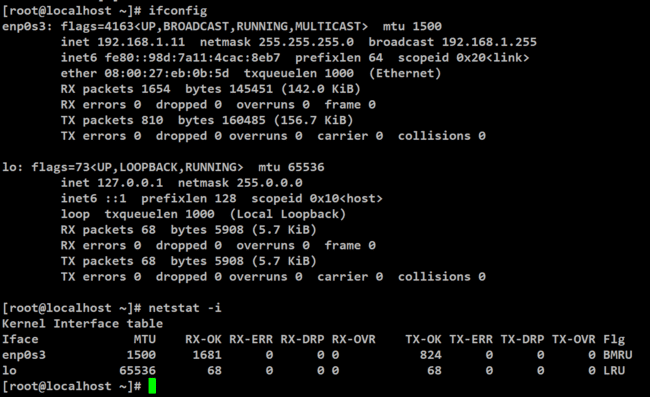 [root@localhost ~]# ifconfig
enp0s3: flags=4163<UP,BROADCAST,RUNNING,MULTICAST>  mtu 1500
        inet 192.168.1.11  netmask 255.255.255.0  broadcast 192.168.1.255
        inet6 fe80::98d:7a11:4cac:8eb7  prefixlen 64  scopeid 0x20<link>
        ether 08:00:27:eb:0b:5d  txqueuelen 1000  (Ethernet)
        RX packets 1654  bytes 145451 (142.0 KiB)
        RX errors 0  dropped 0  overruns 0  frame 0
        TX packets 810  bytes 160485 (156.7 KiB)
        TX errors 0  dropped 0 overruns 0  carrier 0  collisions 0

lo: flags=73<UP,LOOPBACK,RUNNING>  mtu 65536
        inet 127.0.0.1  netmask 255.0.0.0
        inet6 ::1  prefixlen 128  scopeid 0x10<host>
        loop  txqueuelen 1000  (Local Loopback)
        RX packets 68  bytes 5908 (5.7 KiB)
        RX errors 0  dropped 0  overruns 0  frame 0
        TX packets 68  bytes 5908 (5.7 KiB)
        TX errors 0  dropped 0 overruns 0  carrier 0  collisions 0

[root@localhost ~]# netstat -i
Kernel Interface table
Iface             MTU    RX-OK RX-ERR RX-DRP RX-OVR    TX-OK TX-ERR TX-DRP TX-OVR Flg
enp0s3           1500     1681      0      0 0           824      0      0      0 BMRU
lo              65536       68      0      0 0            68      0      0      0 LRU
[root@localhost ~]#